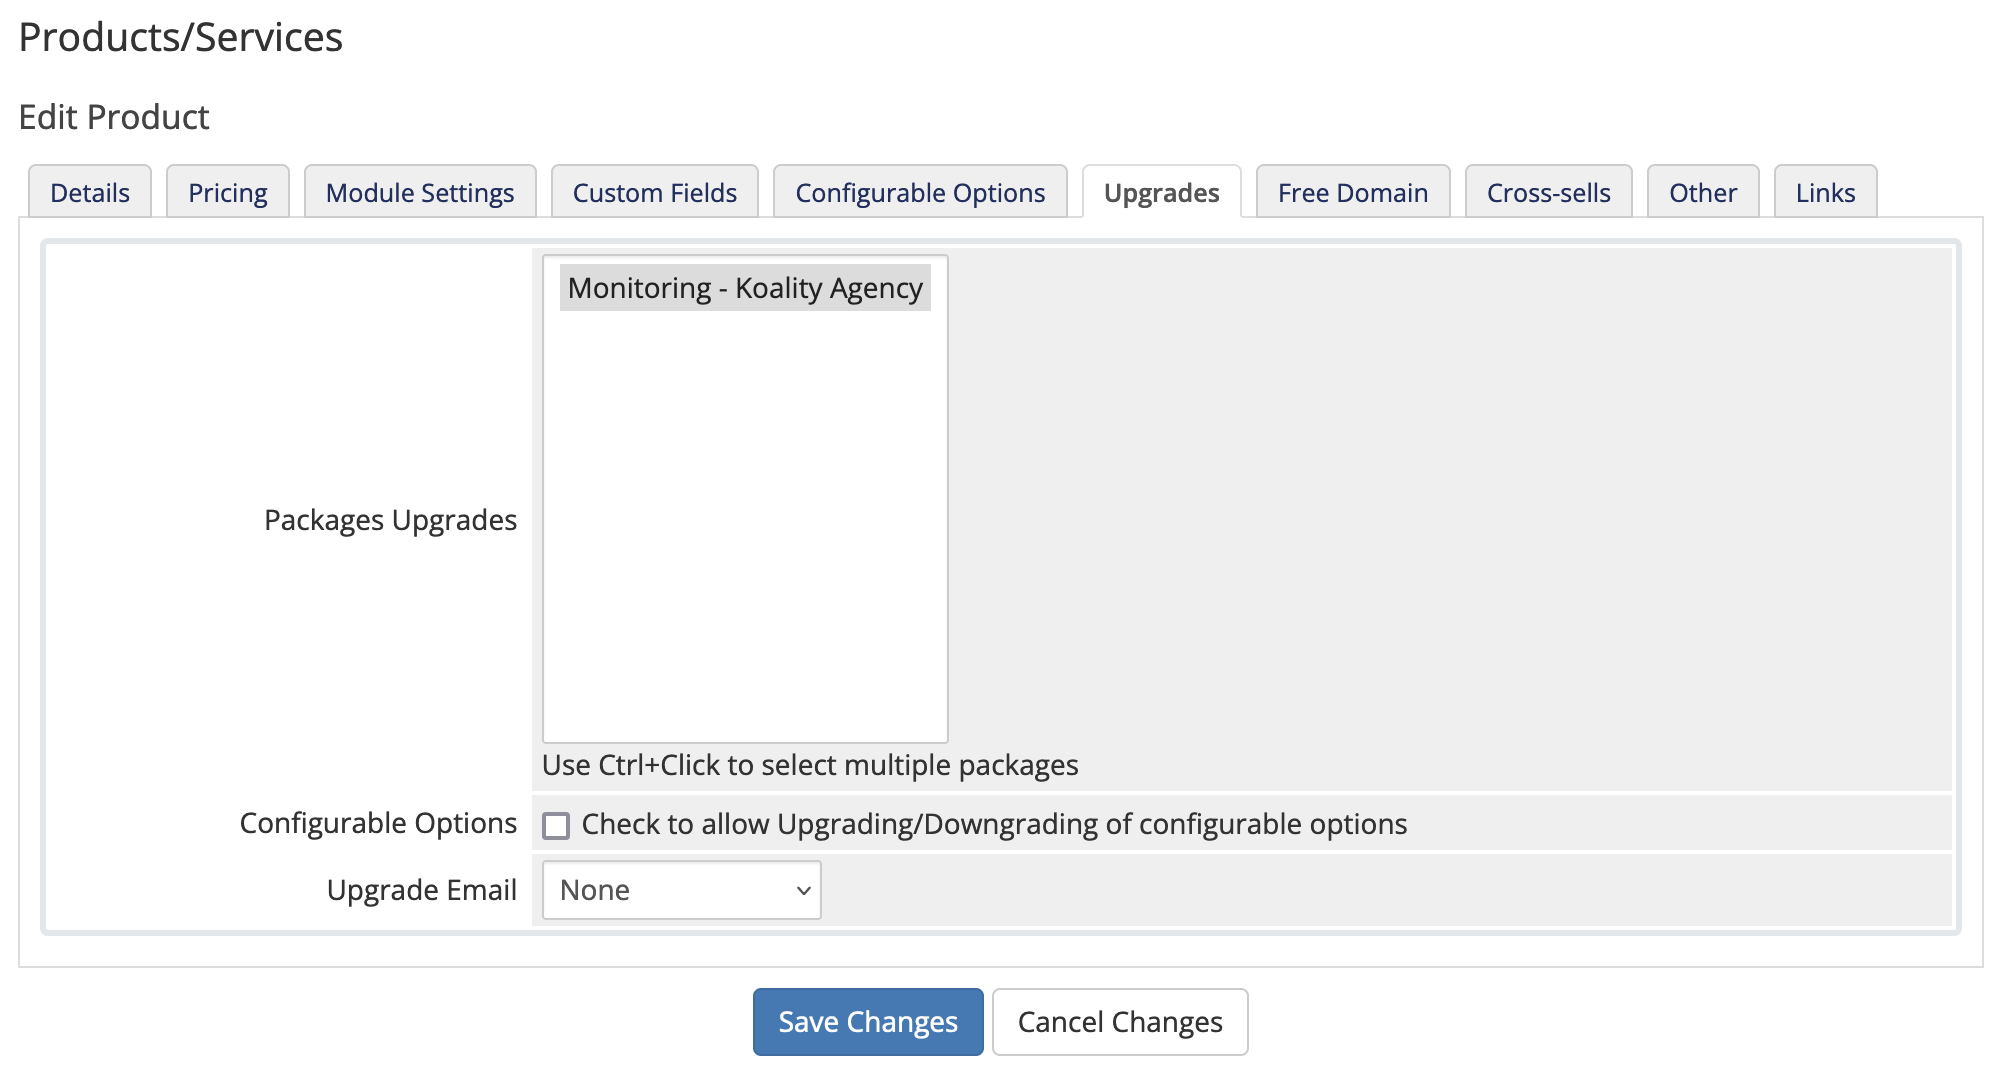 Products/Services
Edit Product
Details Pricing Module Settings Custom Fields Configurable Options Upgrades Free Domain Cross-sells Other Links
Monitoring - Koality Agency
Packages Upgrades
Use Ctrl+Click to select multiple packages
Configurable Options Check to allow Upgrading/Downgrading of configurable options
Upgrade Email None
Save Changes Cancel Changes